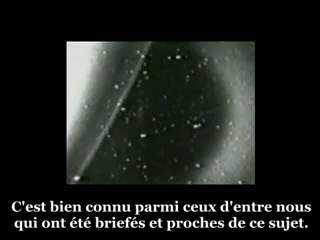 C'est bien connu parmi ceux d'entre nous
qui ont été briefés et proches de ce sujet.